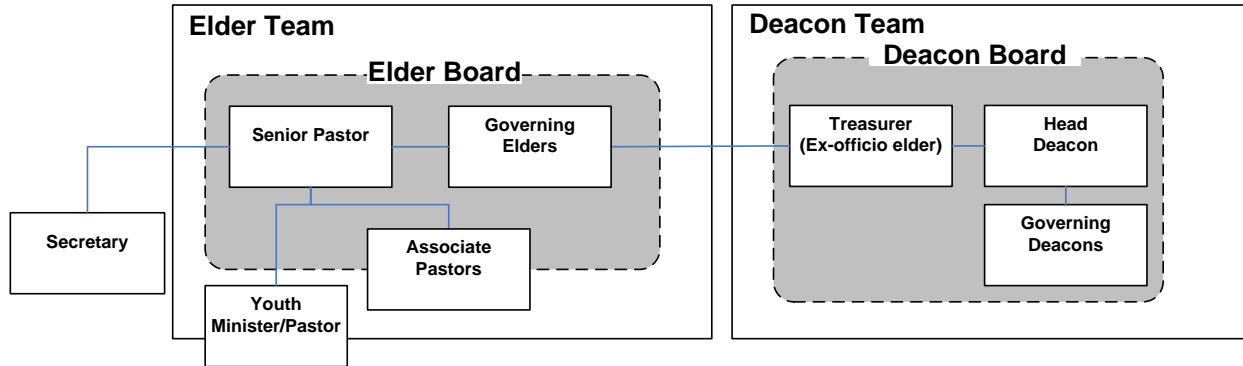 Elder Team
Deacon Team
Elder Board
Deacon Board
Senior Pastor
Governing
Elders
Treasurer
(Ex-officio elder)
Head
Deacon
Secretary
Associate
Pastors
Governing
Deacons
Youth
Minister/Pastor